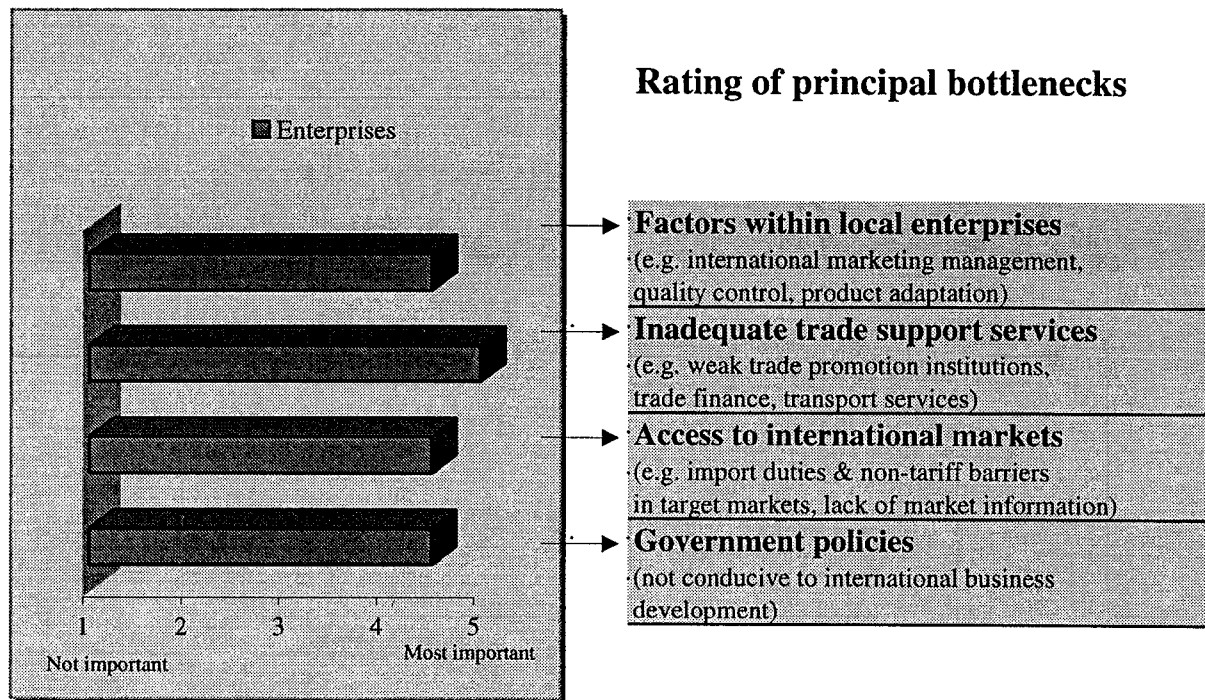 Rating of principal bottlenecks
Enterprises
Factors within local enterprises
(e.g. international marketing management,
quality control, product adaptation)
Inadequate trade support services
(e.g. weak trade promotion institutions,
trade finance, transport services)
Access to international markets
(e.g. import duties & non-tariff barriers
in target markets, lack of market information)
Government policies
(not conducive to international business
development)
1 2 3 4 5
Not important Most important